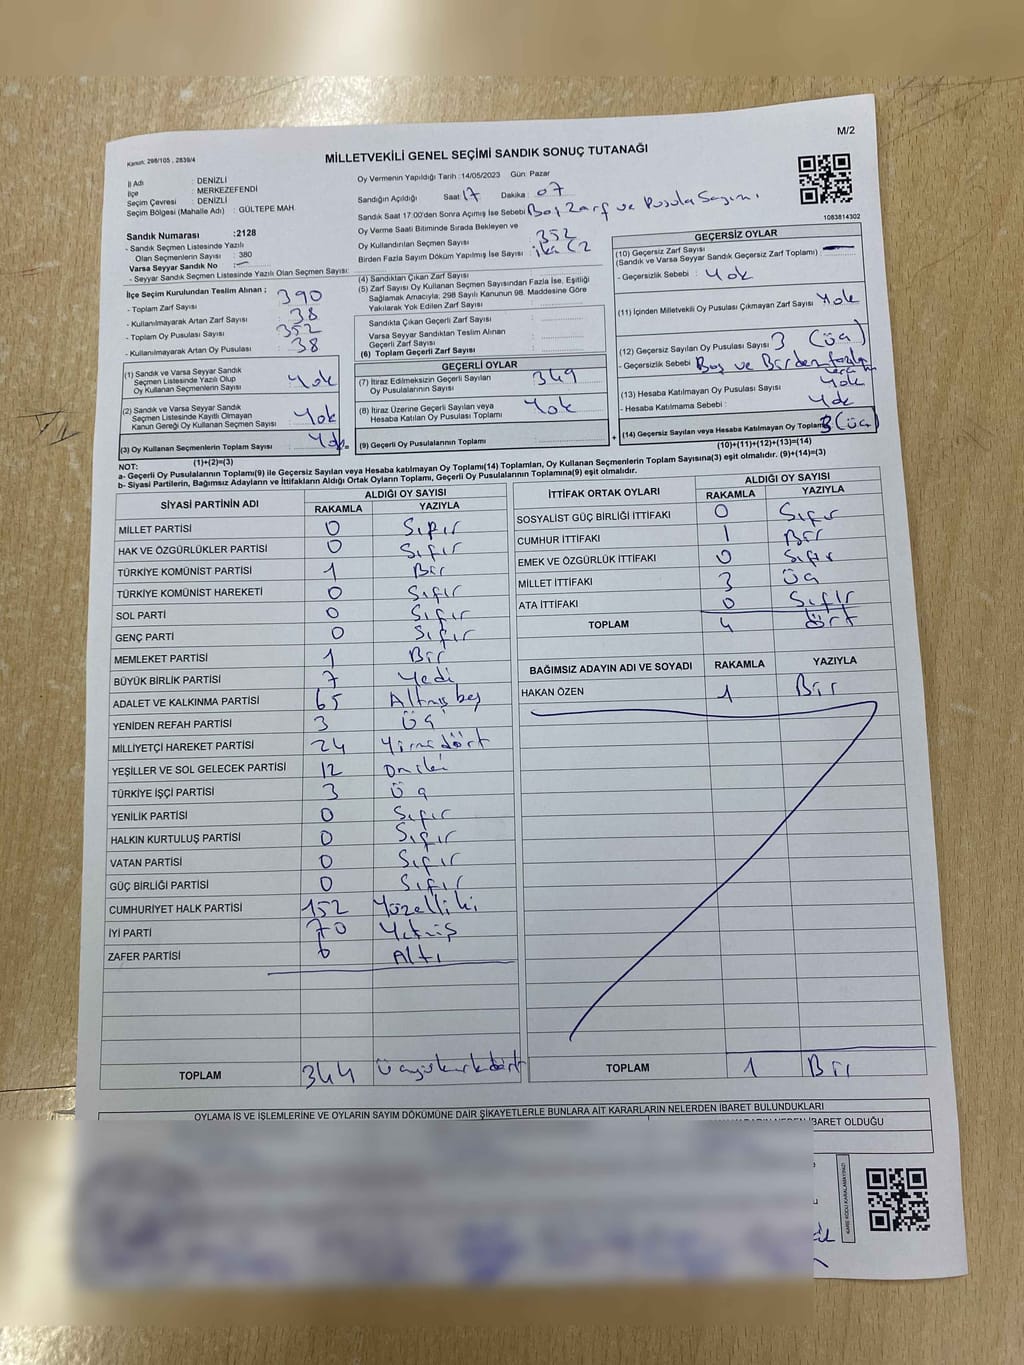 M/2
Kanun: 298/105 , 2839/4
MİLLETVEKİLİ GENEL SEÇİMİ SANDIK SONUÇ TUTANAĞI
İl Adı : DENİZLİ
İlçe : MERKEZEFENDİ
Seçim Çevresi : DENİZLİ
Seçim Bölgesi (Mahalle Adı) : GÜLTEPE MAH.
Oy Vermenin Yapıldığı Tarih :14/05/2023 Gün: Pazar
Sandığın Açıldığı Saat 17 Dakika : 07
Sandık Saat 17:00'den Sonra Açımış İse Sebebi Boş Zarf ve Pusula Sayımı
Oy Verme Saati Bitiminde Sırada Bekleyen ve
Oy Kullandırılan Seçmen Sayısı 352
Birden Fazla Sayım Döküm Yapılmış İse Sayısı : iki (2
1083814302
Sandık Numarası :2128
- Sandık Seçmen Listesinde Yazılı
Olan Seçmenlerin Sayısı : 380
Varsa Seyyar Sandık No : —
- Seyyar Sandık Seçmen Listesinde Yazılı Olan Seçmen Sayısı:
İlçe Seçim Kurulundan Teslim Alınan ;
- Toplam Zarf Sayısı : 390
- Kullanılmayarak Artan Zarf Sayısı : 38
- Toplam Oy Pusulası Sayısı : 352
- Kullanılmayarak Artan Oy Pusulası : 38
(1) Sandık ve Varsa Seyyar Sandık
Seçmen Listesinde Yazılı Olup
Oy Kullanan Seçmenlerin Sayısı Yok
(2) Sandık ve Varsa Seyyar Sandık
Seçmen Listesinde Kayıtlı Olmayan
Kanun Gereği Oy Kullanan Seçmen Sayısı : Yok
(3) Oy Kullanan Seçmenlerin Toplam Sayısı Yok
(1)+(2)=(3)
(4) Sandıktan Çıkan Zarf Sayısı
(5) Zarf Sayısı Oy Kullanan Seçmen Sayısından Fazla İse, Eşitliği
Sağlamak Amacıyla; 298 Sayılı Kanunun 98. Maddesine Göre
Yakılarak Yok Edilen Zarf Sayısı
Sandıkta Çıkan Geçerli Zarf Sayısı :
Varsa Seyyar Sandıktan Teslim Alınan
Geçerli Zarf Sayısı :
(6) Toplam Geçerli Zarf Sayısı :
GEÇERLİ OYLAR
(7) İtiraz Edilmeksizin Geçerli Sayılan
Oy Pusulalarının Sayısı : 349
(8) İtiraz Üzerine Geçerli Sayılan veya
Hesaba Katılan Oy Pusulası Toplamı Yok
(9) Geçerli Oy Pusulalarının Toplamı
GEÇERSİZ OYLAR
(10) Geçersiz Zarf Sayısı
(Sandık ve Varsa Seyyar Sandık Geçersiz Zarf Toplamı) : —
- Geçersizlik Sebebi : Yok
(11) İçinden Milletvekili Oy Pusulası Çıkmayan Zarf Sayısı : Yok
(12) Geçersiz Sayılan Oy Pusulası Sayısı : 3 (üç)
- Geçersizlik Sebebi : Boş ve Birden fazla
(13) Hesaba Katılmayan Oy Pusulası Sayısı Yok
- Hesaba Katılmama Sebebi : Yok
(14) Geçersiz Sayılan veya Hesaba Katılmayan Oy Toplamı 3 (üç)
(10)+(11)+(12)+(13)=(14)
NOT:
a- Geçerli Oy Pusulalarının Toplamı(9) ile Geçersiz Sayılan veya Hesaba katılmayan Oy Toplamı(14) Toplamları, Oy Kullanan Seçmenlerin Toplam Sayısına(3) eşit olmalıdır. (9)+(14)=(3)
b- Siyasi Partilerin, Bağımsız Adayların ve İttifakların Aldığı Ortak Oyların Toplamı, Geçerli Oy Pusulalarının Toplamına(9) eşit olmalıdır.
SİYASİ PARTİNİN ADI ALDIĞI OY SAYISI
RAKAMLA YAZIYLA
MİLLET PARTİSİ 0 Sıfır
HAK VE ÖZGÜRLÜKLER PARTİSİ 0 Sıfır
TÜRKİYE KOMÜNİST PARTİSİ 1 Bir
TÜRKİYE KOMÜNİST HAREKETİ 0 Sıfır
SOL PARTİ 0 Sıfır
GENÇ PARTİ 0 Sıfır
MEMLEKET PARTİSİ 1 Bir
BÜYÜK BİRLİK PARTİSİ 7 Yedi
ADALET VE KALKINMA PARTİSİ 65 Altmışbeş
YENİDEN REFAH PARTİSİ 3 Üç
MİLLİYETÇİ HAREKET PARTİSİ 24 Yirmidört
YEŞİLLER VE SOL GELECEK PARTİSİ 12 Oniki
TÜRKİYE İŞÇİ PARTİSİ 3 Üç
YENİLİK PARTİSİ 0 Sıfır
HALKIN KURTULUŞ PARTİSİ 0 Sıfır
VATAN PARTİSİ 0 Sıfır
GÜÇ BİRLİĞİ PARTİSİ 0 Sıfır
CUMHURİYET HALK PARTİSİ 152 Yüzelliiki
İYİ PARTİ 70 Yetmiş
ZAFER PARTİSİ 6 Altı
TOPLAM 344 Üçyüzkırkdört
İTTİFAK ORTAK OYLARI ALDIĞI OY SAYISI
RAKAMLA YAZIYLA
SOSYALİST GÜÇ BİRLİĞİ İTTİFAKI 0 Sıfır
CUMHUR İTTİFAKI 1 Bir
EMEK VE ÖZGÜRLÜK İTTİFAKI 0 Sıfır
MİLLET İTTİFAKI 3 Üç
ATA İTTİFAKI 0 Sıfır
TOPLAM 4 dört
BAĞIMSIZ ADAYIN ADI VE SOYADI RAKAMLA YAZIYLA
HAKAN ÖZEN 1 Bir
TOPLAM 1 Bir
OYLAMA İŞ VE İŞLEMLERİNE VE OYLARIN SAYIM DÖKÜMÜNE DAİR ŞİKAYETLERLE BUNLARA AİT KARARLARIN NELERDEN İBARET BULUNDUKLARI
İBARET OLDUĞU